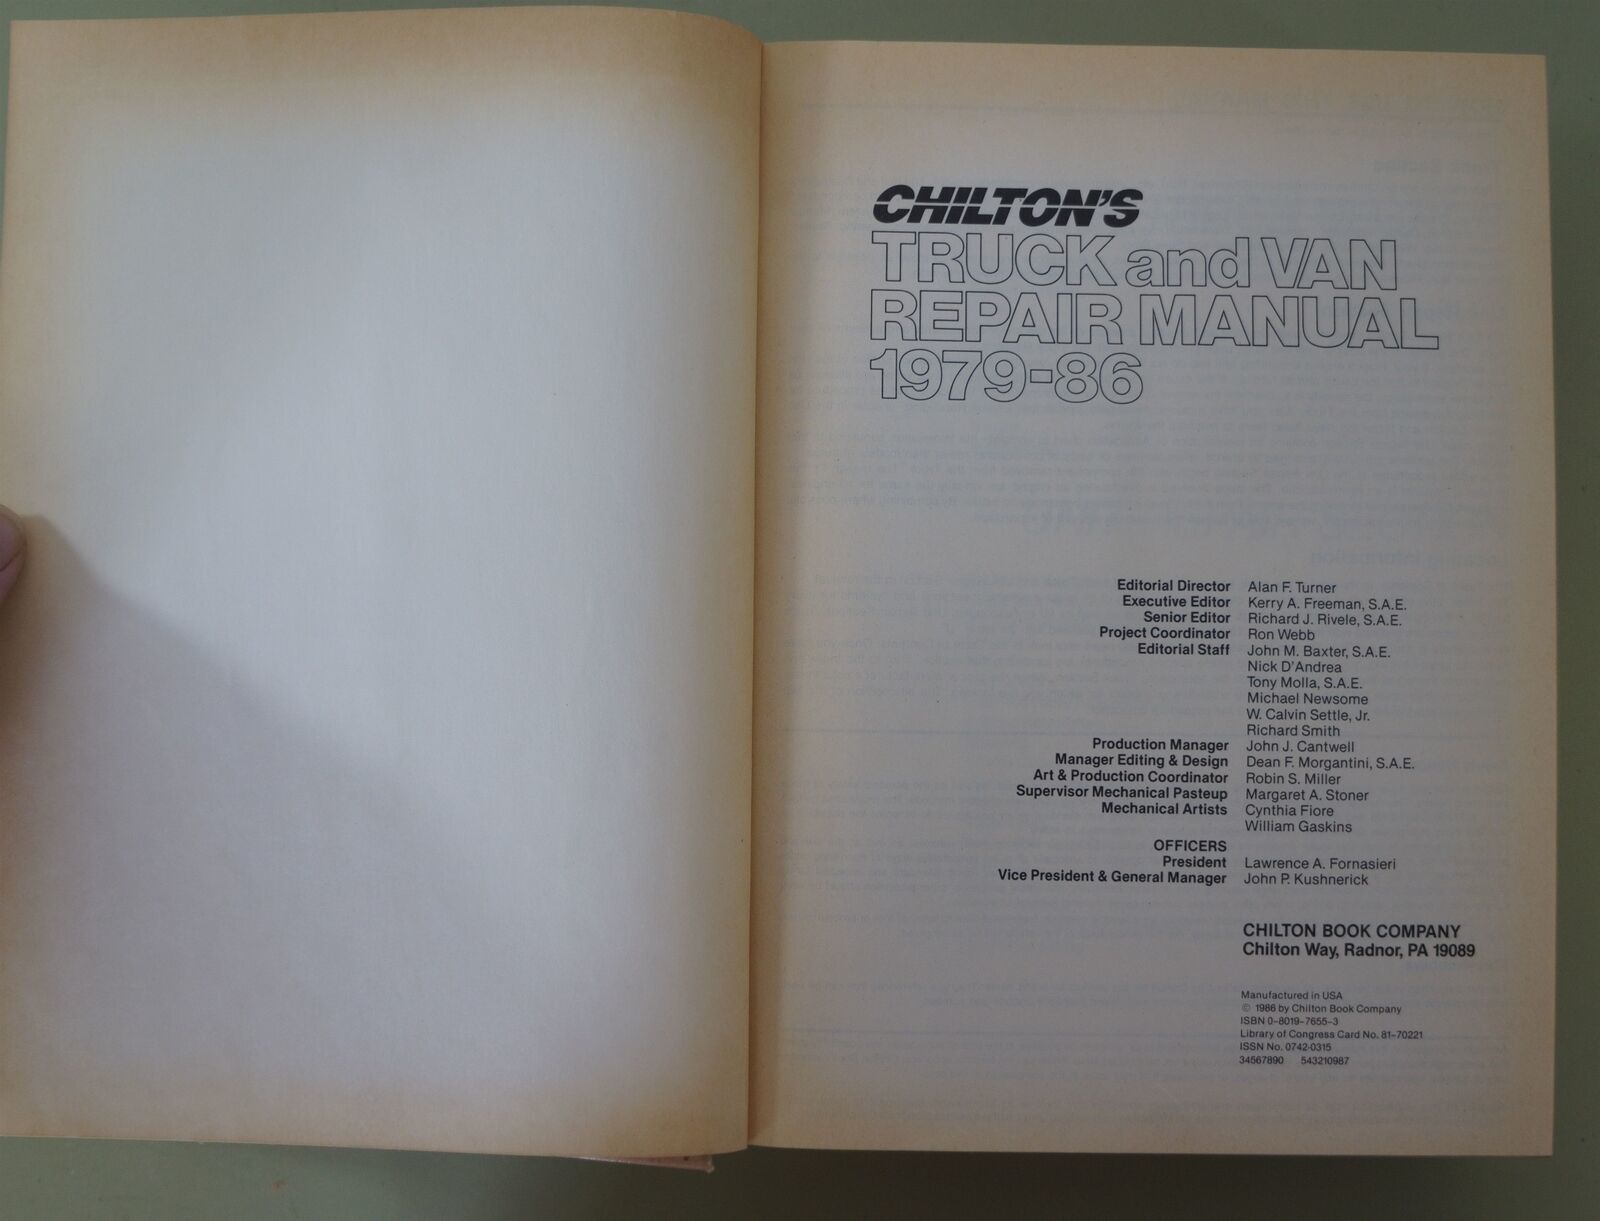 CHILTON'S
TRUCK and VAN
REPAIR MANUAL
1979-86
Editorial Director Alan F. Turner
Executive Editor Kerry A. Freeman, S.A.E.
Senior Editor Richard J. Rivele, S.A.E.
Project Coordinator Ron Webb
Editorial Staff John M. Baxter, S.A.E.
Nick D'Andrea
Tony Molla, S.A.E.
Michael Newsome
W. Calvin Settle, Jr.
Richard Smith
Production Manager John J. Cantwell
Manager Editing & Design Dean F. Morgantini, S.A.E.
Art & Production Coordinator Robin S. Miller
Supervisor Mechanical Pasteup Margaret A. Stoner
Mechanical Artists Cynthia Fiore
William Gaskins
OFFICERS
President Lawrence A. Fornasieri
Vice President & General Manager John P. Kushnerick
CHILTON BOOK COMPANY
Chilton Way, Radnor, PA 19089
Manufactured in USA
© 1986 by Chilton Book Company
ISBN 0-8019-7655-3
Library of Congress Card No. 81-70221
ISSN No. 0742-0315
34567890 543210987